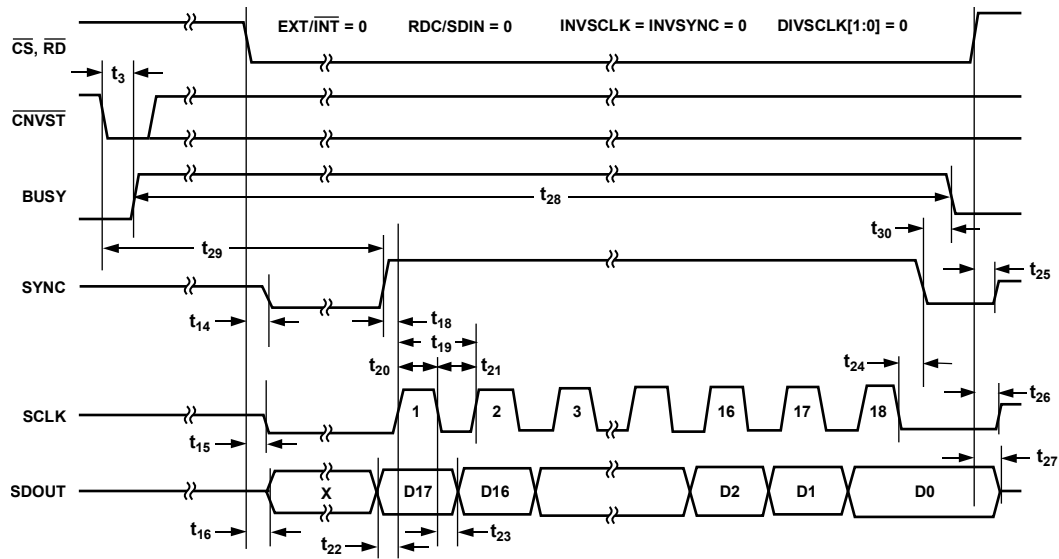 EXT/INT = 0 RDC/SDIN = 0 INVSCLK = INVSYNC = 0 DIVSCLK[1:0] = 0
CS, RD
t3
CNVST
BUSY
t28
t29
t30
SYNC
t25
t14
t18
t19
t20
t21
t24
t26
SCLK
1 2 3 16 17 18
t15
t27
SDOUT
X D17 D16 D2 D1 D0
t16
t22
t23